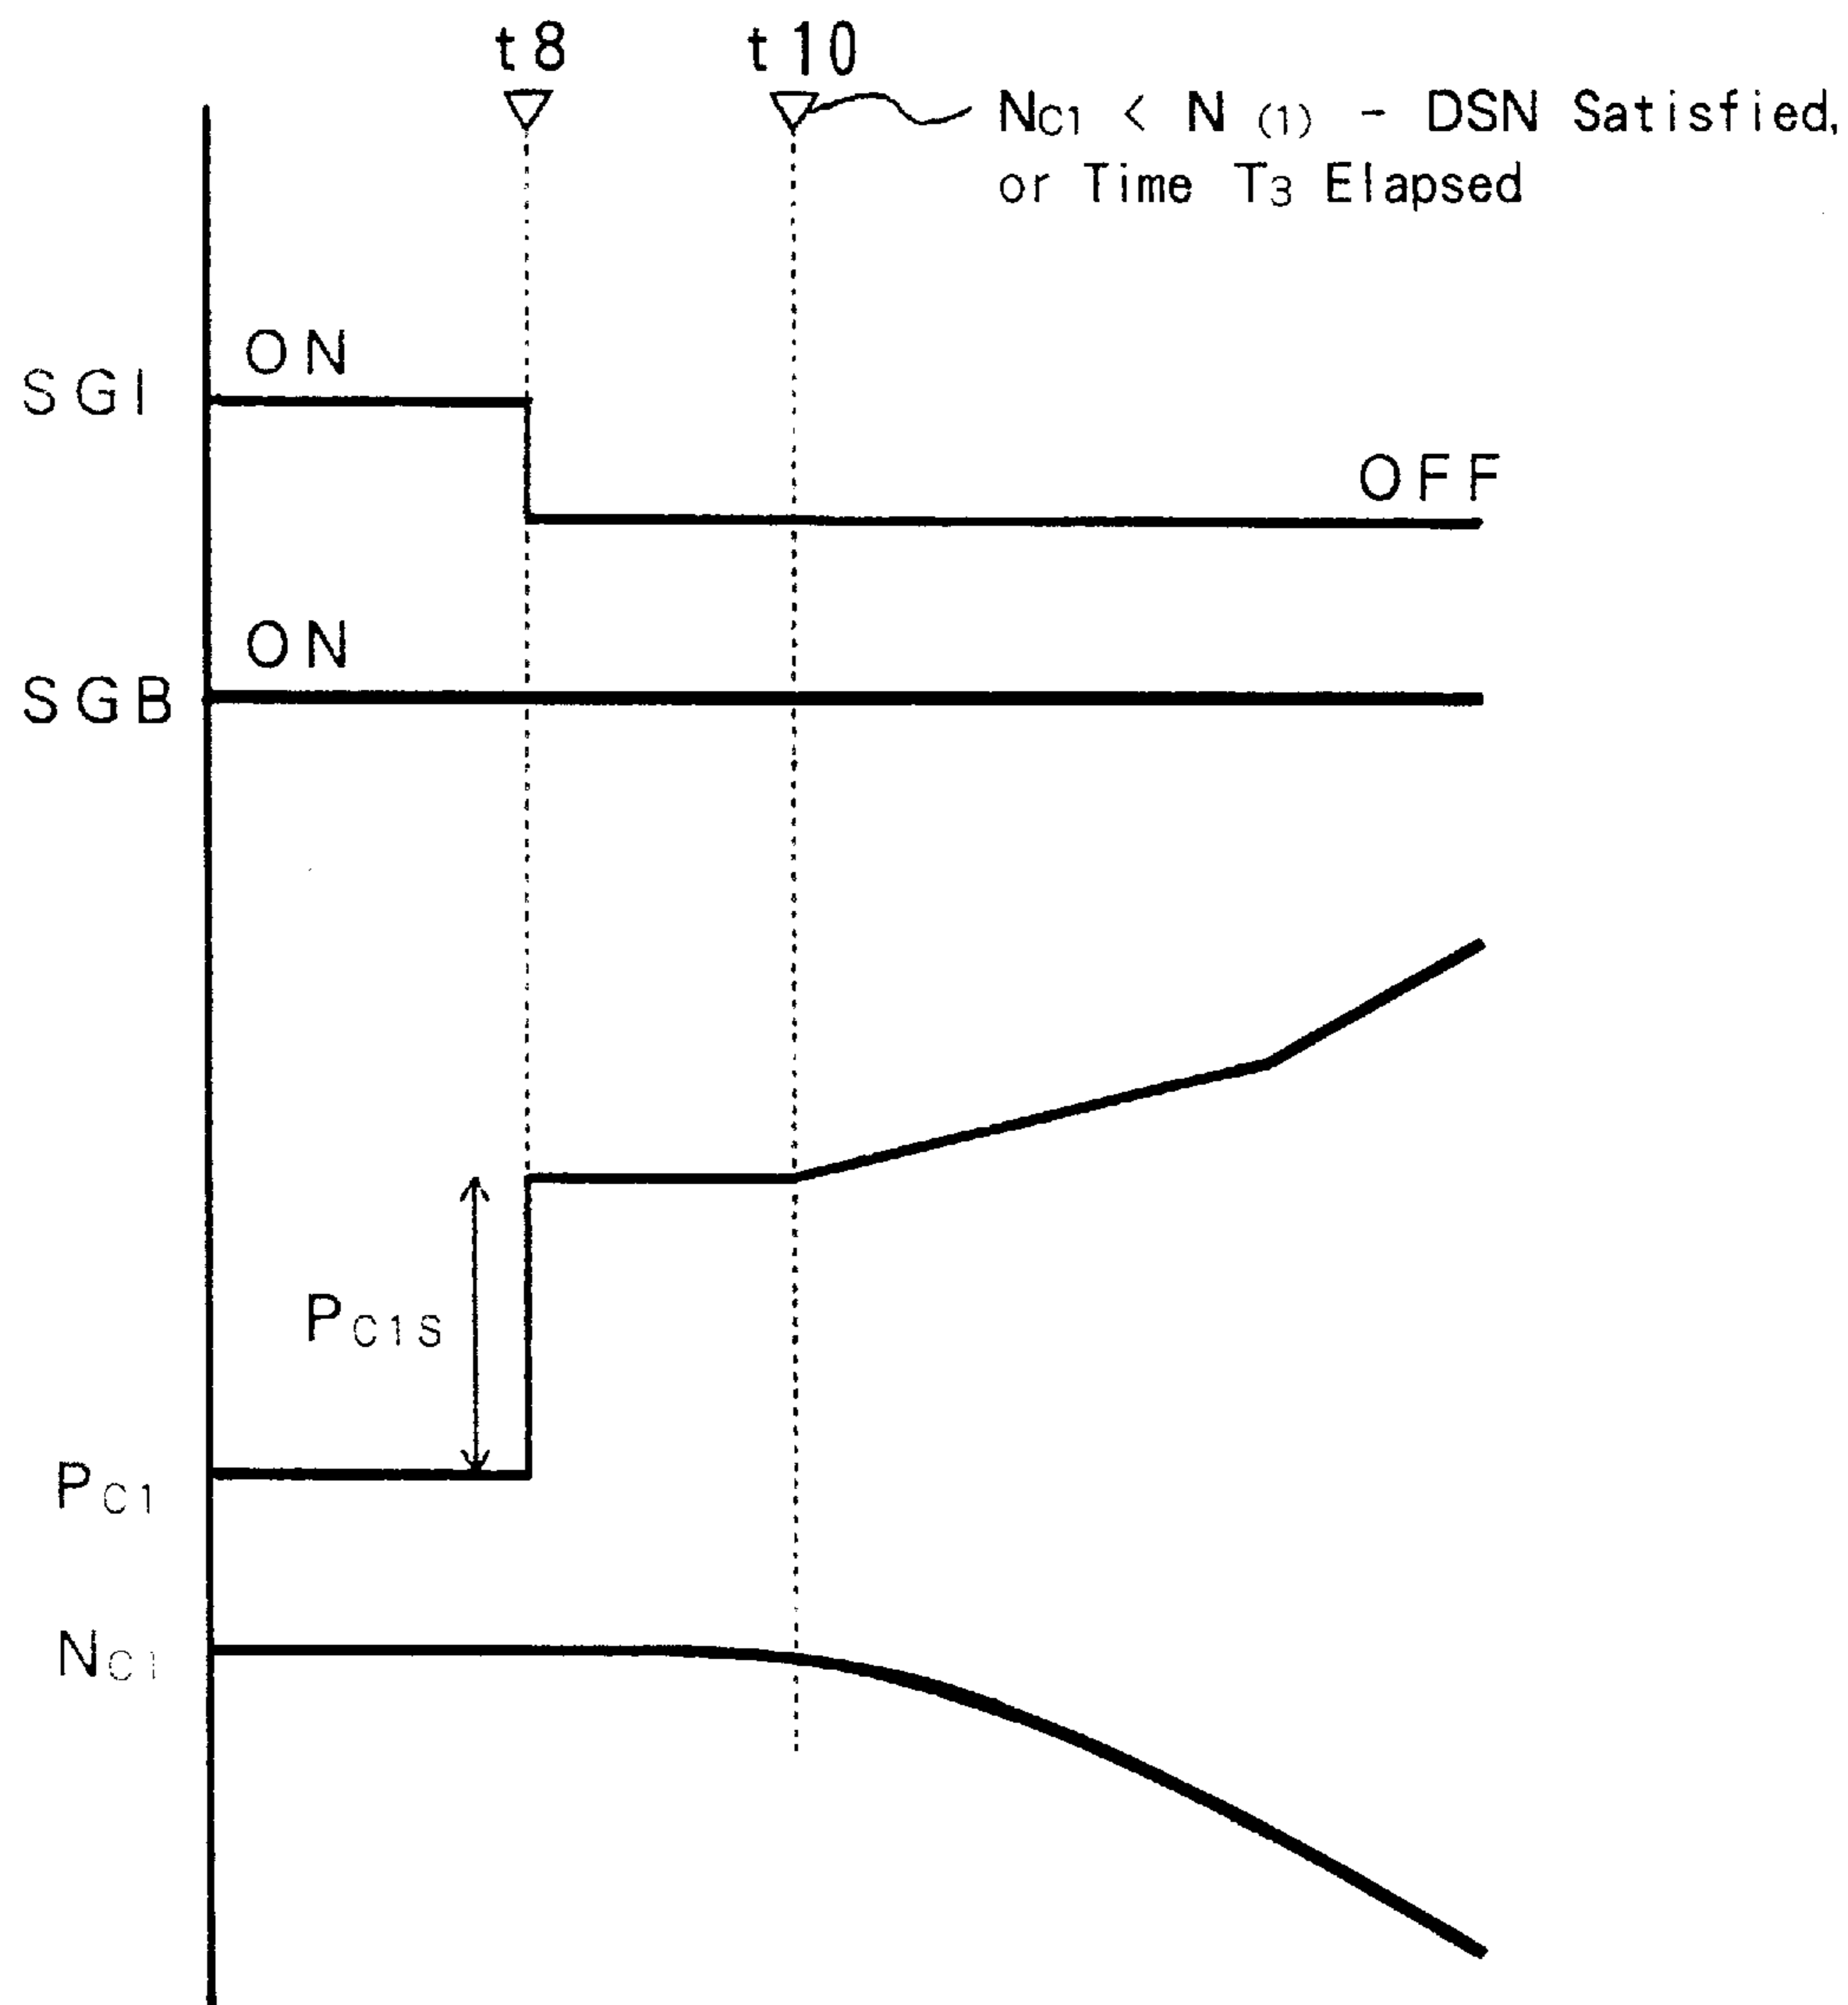 t8
t10
NC1 < N (1) - DSN Satisfied,
or Time T3 Elapsed
ON
SGI
OFF
ON
SGB
PC1S
PC1
NC1